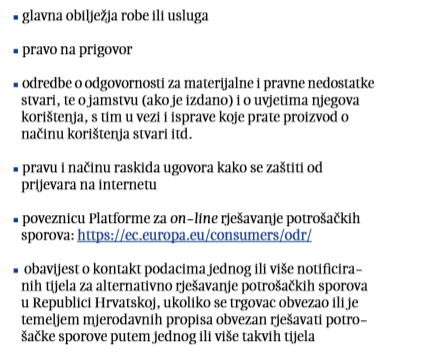 ▪ glavna obilježja robe ili usluga
▪ pravo na prigovor
▪ odredbe o odgovornosti za materijalne i pravne nedostatke
stvari, te o jamstvu (ako je izdano) i o uvjetima njegova
korištenja, s tim u vezi i isprave koje prate proizvod o
načinu korištenja stvari itd.
▪ pravu i načinu raskida ugovora kako se zaštiti od
prijevara na internetu
▪ poveznicu Platforme za on-line rješavanje potrošačkih
sporova: https://ec.europa.eu/consumers/odr/
▪ obavijest o kontakt podacima jednog ili više notificira-
nih tijela za alternativno rješavanje potrošačkih sporova
u Republici Hrvatskoj, ukoliko se trgovac obvezao ili je
temeljem mjerodavnih propisa obvezan rješavati potro-
šačke sporove putem jednog ili više takvih tijela